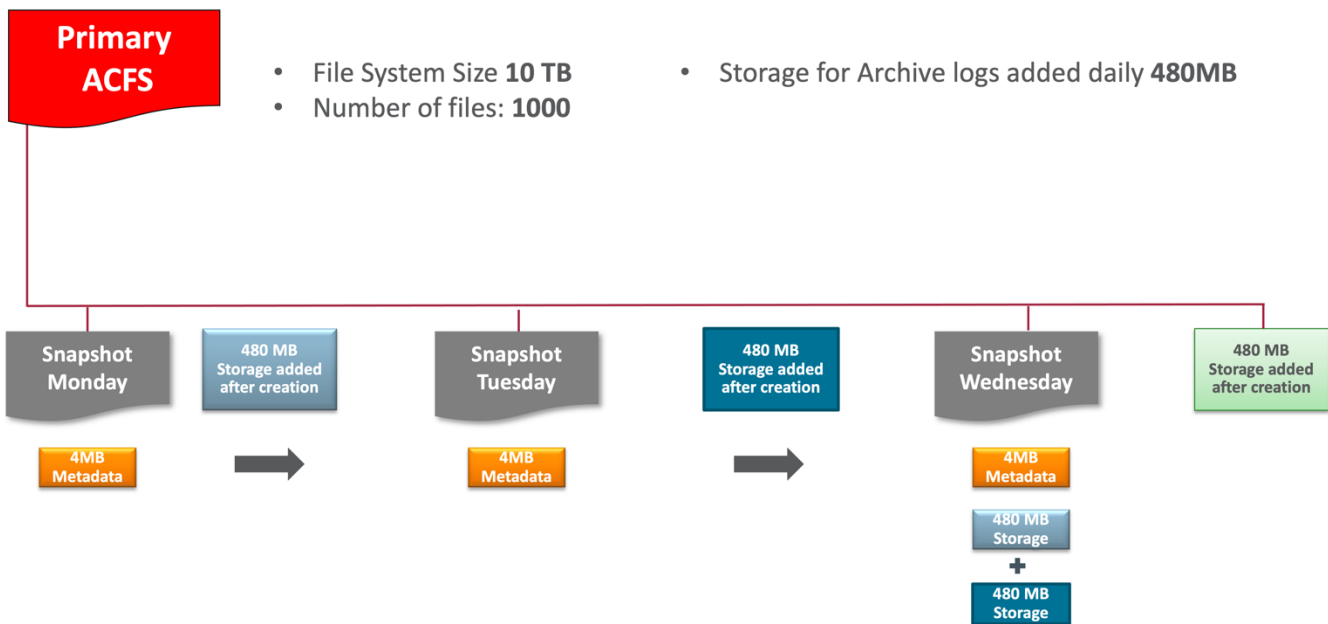 Primary
ACFS
• File System Size 10 TB
• Number of files: 1000
• Storage for Archive logs added daily 480MB
Snapshot
Monday
480 MB
Storage added
after creation
Snapshot
Tuesday
480 MB
Storage added
after creation
Snapshot
Wednesday
480 MB
Storage added
after creation
4MB
Metadata
4MB
Metadata
4MB
Metadata
480 MB
Storage
+
480 MB
Storage